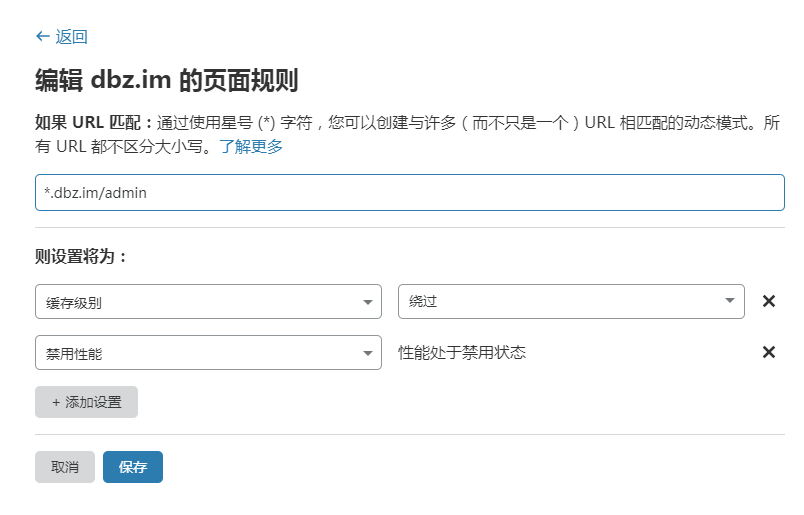 ← 返回
编辑 dbz.im 的页面规则
如果 URL 匹配：通过使用星号 (*) 字符，您可以创建与许多（而不只是一个）URL 相匹配的动态模式。所
有 URL 都不区分大小写。了解更多
*.dbz.im/admin
则设置将为：
缓存级别 绕过
禁用性能 性能处于禁用状态
+ 添加设置
取消 保存